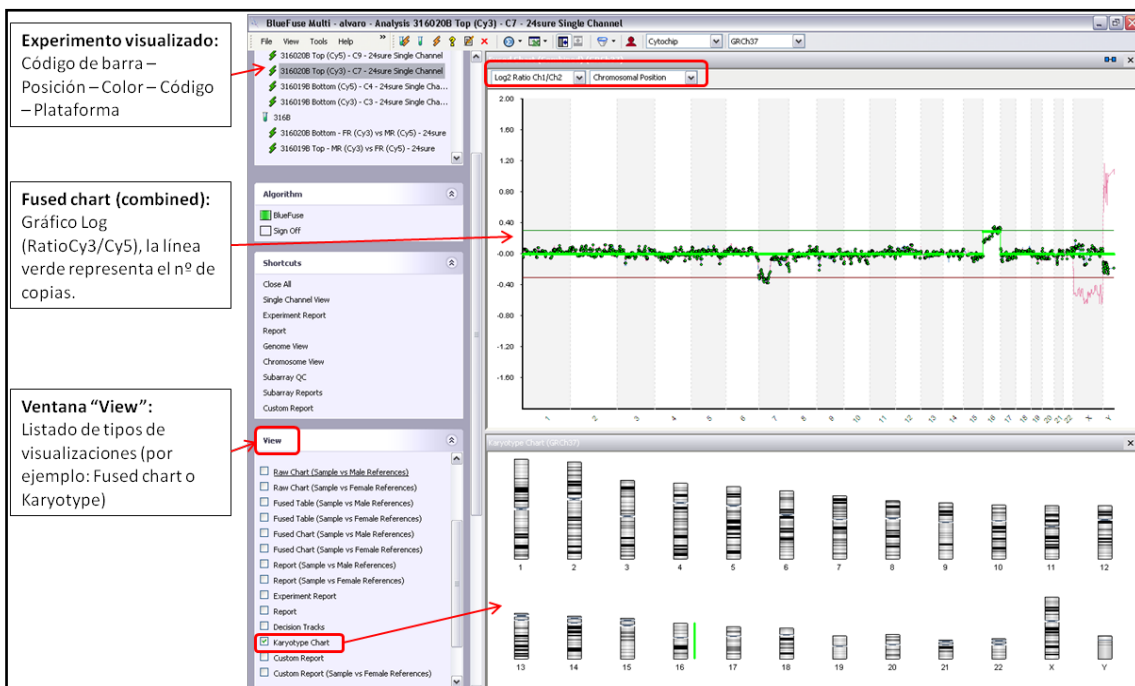 Experimento visualizado:
Código de barra –
Posición – Color – Código
– Plataforma
Fused chart (combined):
Gráfico Log
(RatioCy3/Cy5), la línea
verde representa el nº de
copias.
Ventana “View”:
Listado de tipos de
visualizaciones (por
ejemplo: Fused chart o
Karyotype)
BlueFuse Multi - alvaro - Analysis 316020B Top (Cy3) - C7 - 24sure Single Channel
File View Tools Help » Cytochip GRCh37
316020B Top (Cy5) - C9 - 24sure Single Channel
316020B Top (Cy3) - C7 - 24sure Single Channel
316019B Bottom (Cy5) - C4 - 24sure Single Cha...
316019B Bottom (Cy3) - C3 - 24sure Single Cha...
316B
316020B Bottom - FR (Cy3) vs MR (Cy5) - 24sure
316019B Top - MR (Cy3) vs FR (Cy5) - 24sure
Algorithm
BlueFuse
Sign Off
Shortcuts
Close All
Single Channel View
Experiment Report
Report
Genome View
Chromosome View
Subarray QC
Subarray Reports
Custom Report
View
Raw Chart (Sample vs Male References)
Raw Chart (Sample vs Female References)
Fused Table (Sample vs Male References)
Fused Table (Sample vs Female References)
Fused Chart (Sample vs Male References)
Fused Chart (Sample vs Female References)
Report (Sample vs Male References)
Report (Sample vs Female References)
Experiment Report
Report
Decision Tracks
Karyotype Chart
Custom Report
Custom Report (Sample vs Female References)
Log2 Ratio Ch1/Ch2 Chromosomal Position
2.00
1.60
1.20
0.80
0.40
-0.00
-0.40
-0.80
-1.20
-1.60
1 2 3 4 5 6 7 8 9 10 11 12 13 14 15 16 17 18 19 20 21 22 X Y
Karyotype Chart (GRCh37)
1 2 3 4 5 6 7 8 9 10 11 12
13 14 15 16 17 18 19 20 21 22 X Y